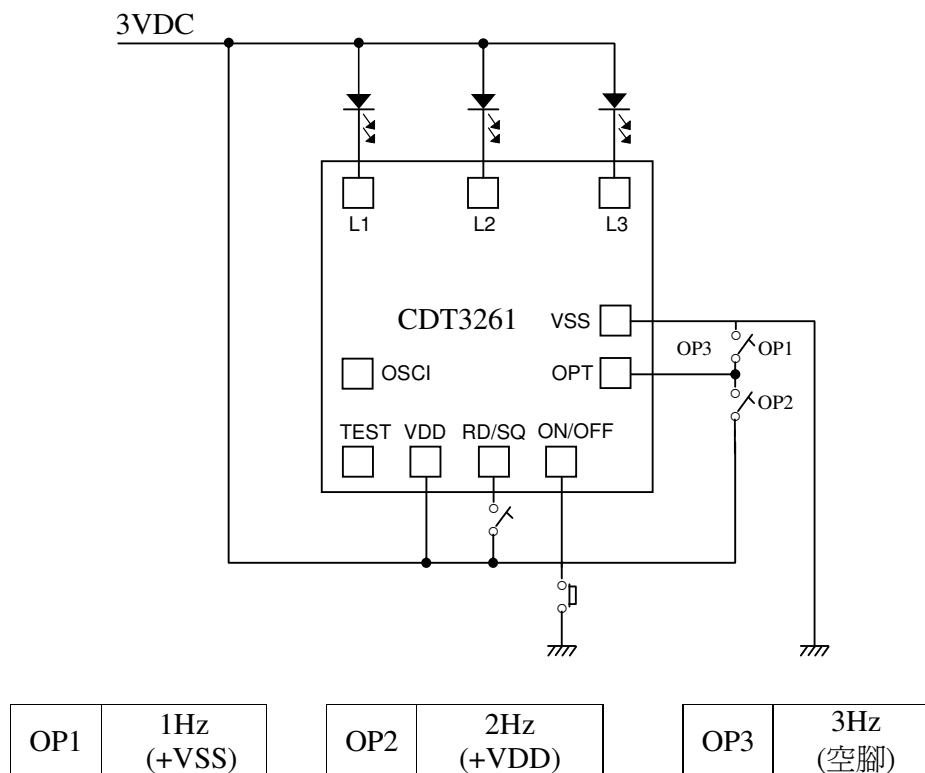 3VDC
L1 L2 L3
CDT3261 VSS
OP3 OP1
OSCI OPT
OP2
TEST VDD RD/SQ ON/OFF
OP1 1Hz (+VSS)
OP2 2Hz (+VDD)
OP3 3Hz (空腳)